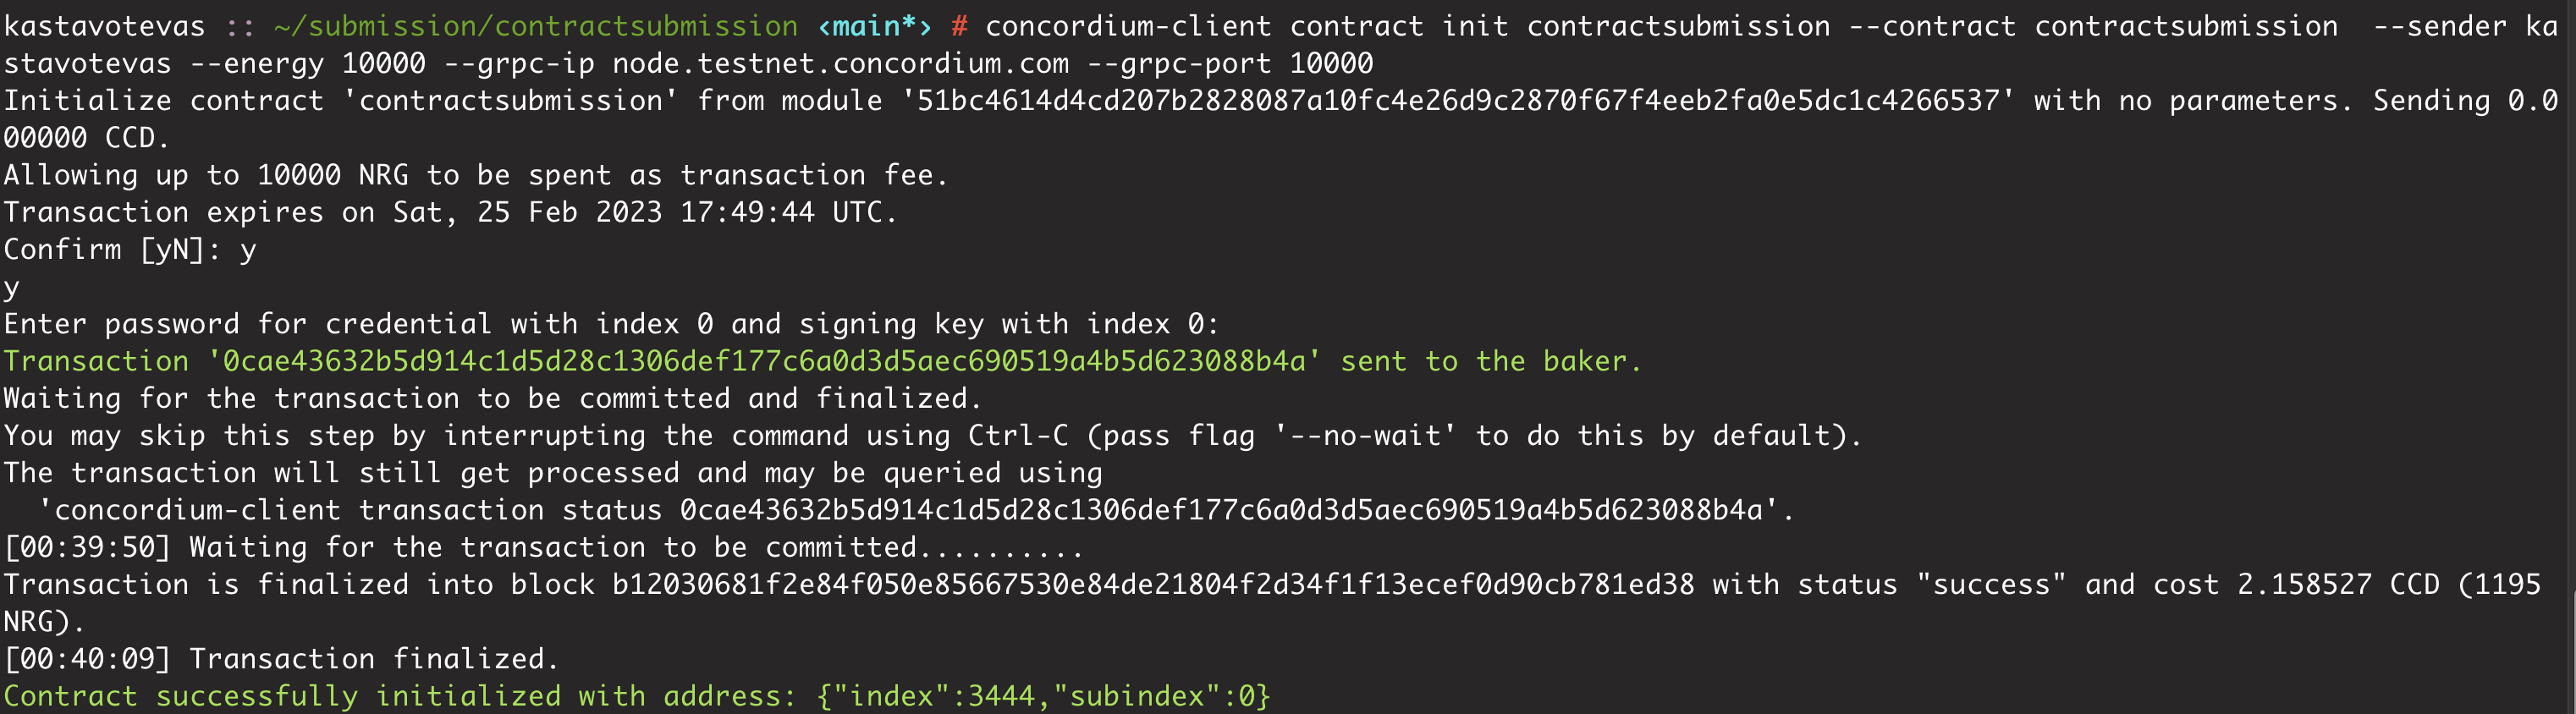 kastavotevas :: ~/submission/contractsubmission ‹main*› # concordium-client contract init contractsubmission --contract contractsubmission  --sender ka
stavotevas --energy 10000 --grpc-ip node.testnet.concordium.com --grpc-port 10000
Initialize contract 'contractsubmission' from module '51bc4614d4cd207b2828087a10fc4e26d9c2870f67f4eeb2fa0e5dc1c4266537' with no parameters. Sending 0.0
00000 CCD.
Allowing up to 10000 NRG to be spent as transaction fee.
Transaction expires on Sat, 25 Feb 2023 17:49:44 UTC.
Confirm [yN]: y
y
Enter password for credential with index 0 and signing key with index 0:
Transaction '0cae43632b5d914c1d5d28c1306def177c6a0d3d5aec690519a4b5d623088b4a' sent to the baker.
Waiting for the transaction to be committed and finalized.
You may skip this step by interrupting the command using Ctrl-C (pass flag '--no-wait' to do this by default).
The transaction will still get processed and may be queried using
  'concordium-client transaction status 0cae43632b5d914c1d5d28c1306def177c6a0d3d5aec690519a4b5d623088b4a'.
[00:39:50] Waiting for the transaction to be committed..........
Transaction is finalized into block b12030681f2e84f050e85667530e84de21804f2d34f1f13ecef0d90cb781ed38 with status "success" and cost 2.158527 CCD (1195
NRG).
[00:40:09] Transaction finalized.
Contract successfully initialized with address: {"index":3444,"subindex":0}